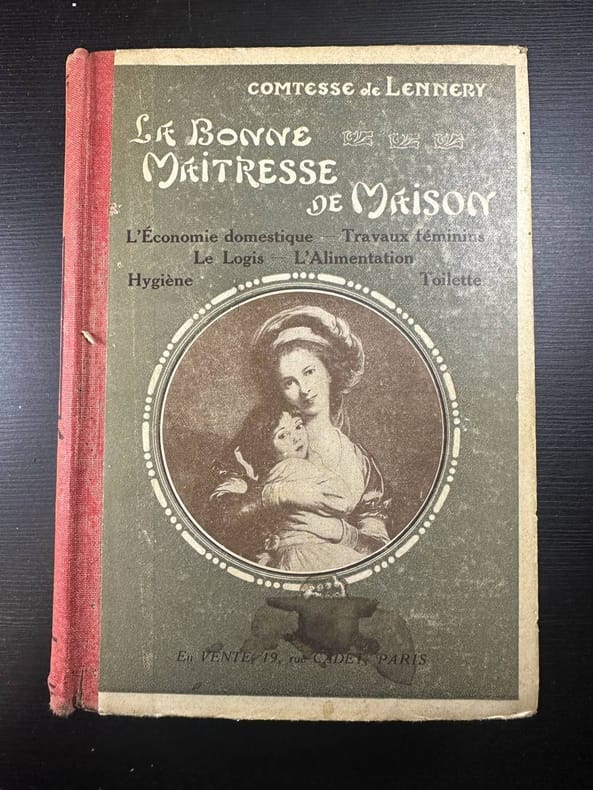 COMTESSE de LENNERY
LA BONNE
MAITRESSE
DE MAISON
L'Économie domestique — Travaux féminins
Le Logis — L'Alimentation
Hygiène Toilette
En VENTE, 19, rue CADET, PARIS